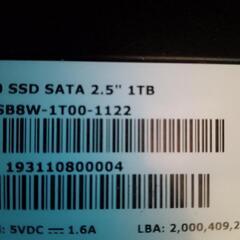 SSD SATA 2.5" 1TB
SB8W-1T00-1122
193110800004
: 5VDC ⎓ 1.6A
LBA: 2,000,409,2